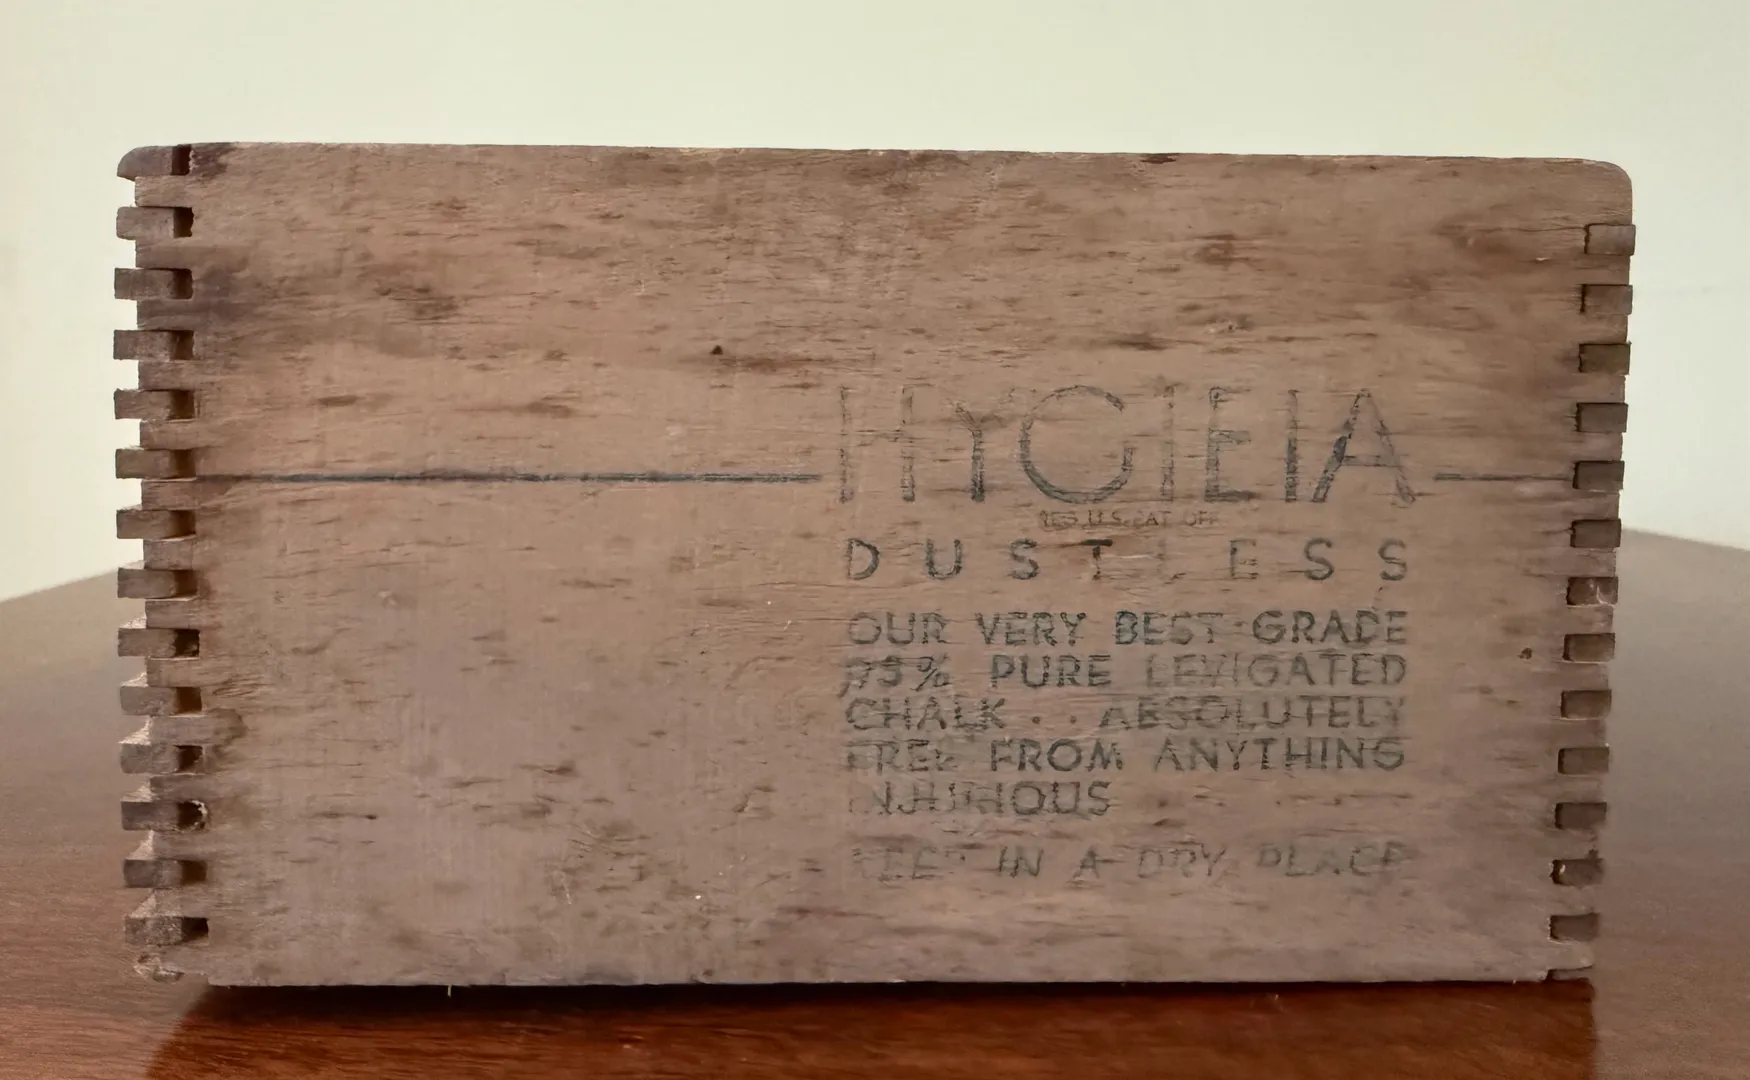 HYGIEIA
REG. U.S. PAT. OFF.
DUSTLESS
OUR VERY BEST GRADE
95% PURE LEVIGATED
CHALK . . ABSOLUTELY
FREE FROM ANYTHING
INJURIOUS
KEEP IN A DRY PLACE